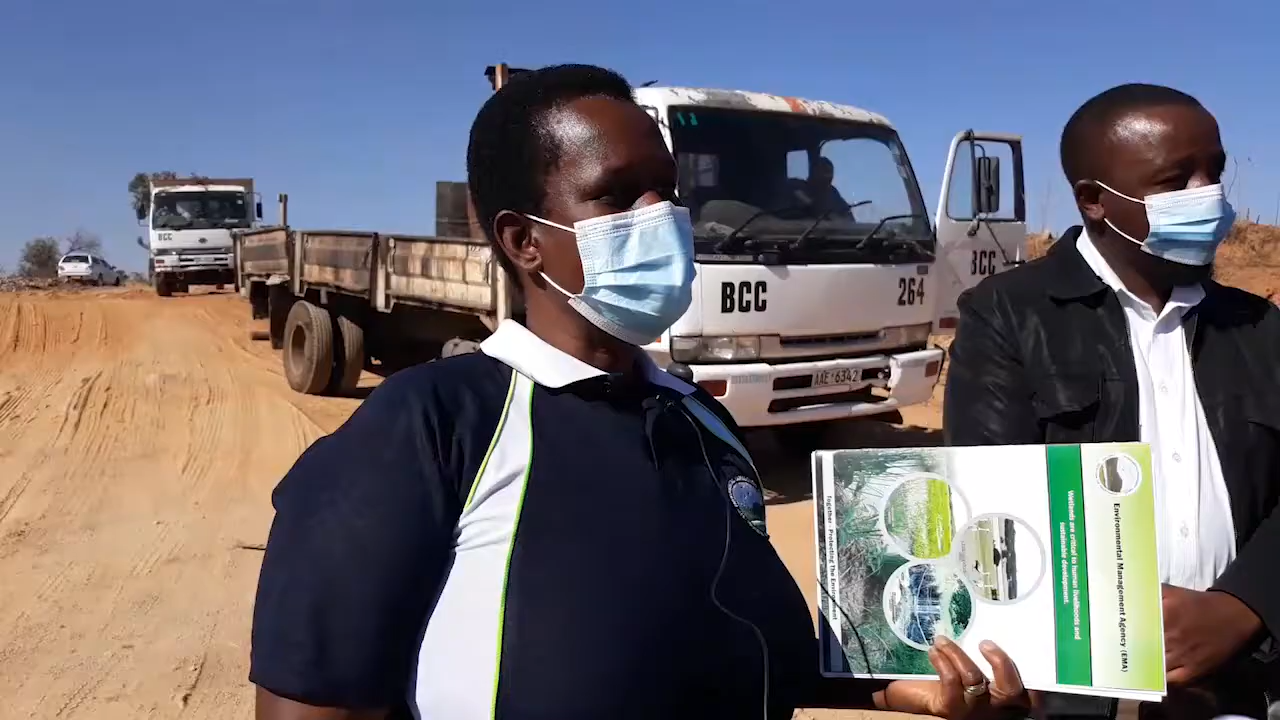 BCC
BCC
264
BCC
AAE 6342
Environmental Management Agency (EMA)
Wetlands are critical to human livelihoods and
sustainable development.
Together - Protecting The Environment